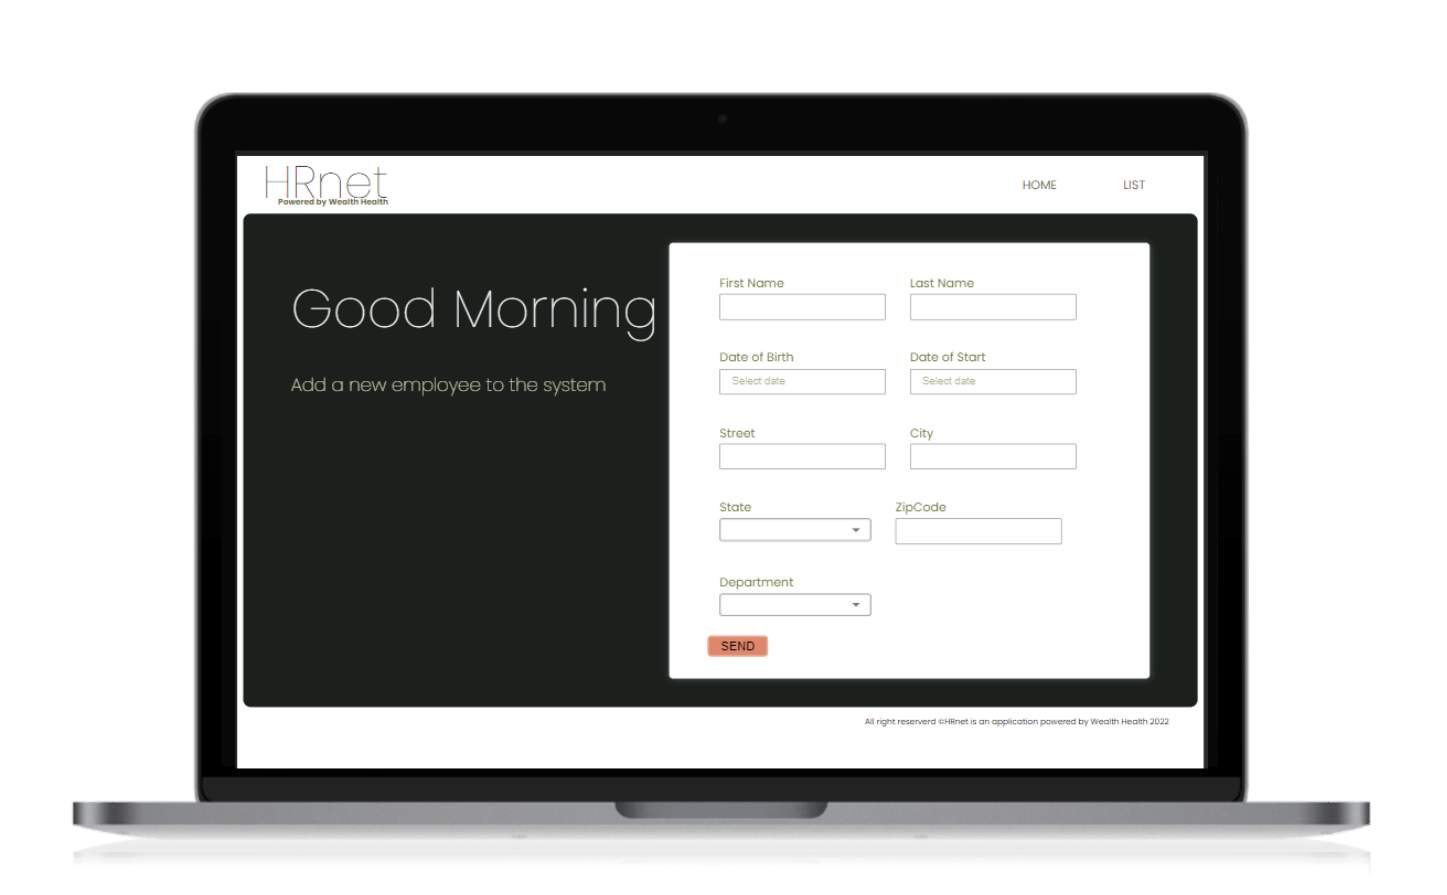 HRnet
Powered by Wealth Health
HOME LIST
Good Morning
Add a new employee to the system
First Name Last Name
Date of Birth Date of Start
Select date Select date
Street City
State ZipCode
Department
SEND
All right reserverd ©HRnet is an application powered by Wealth Health 2022